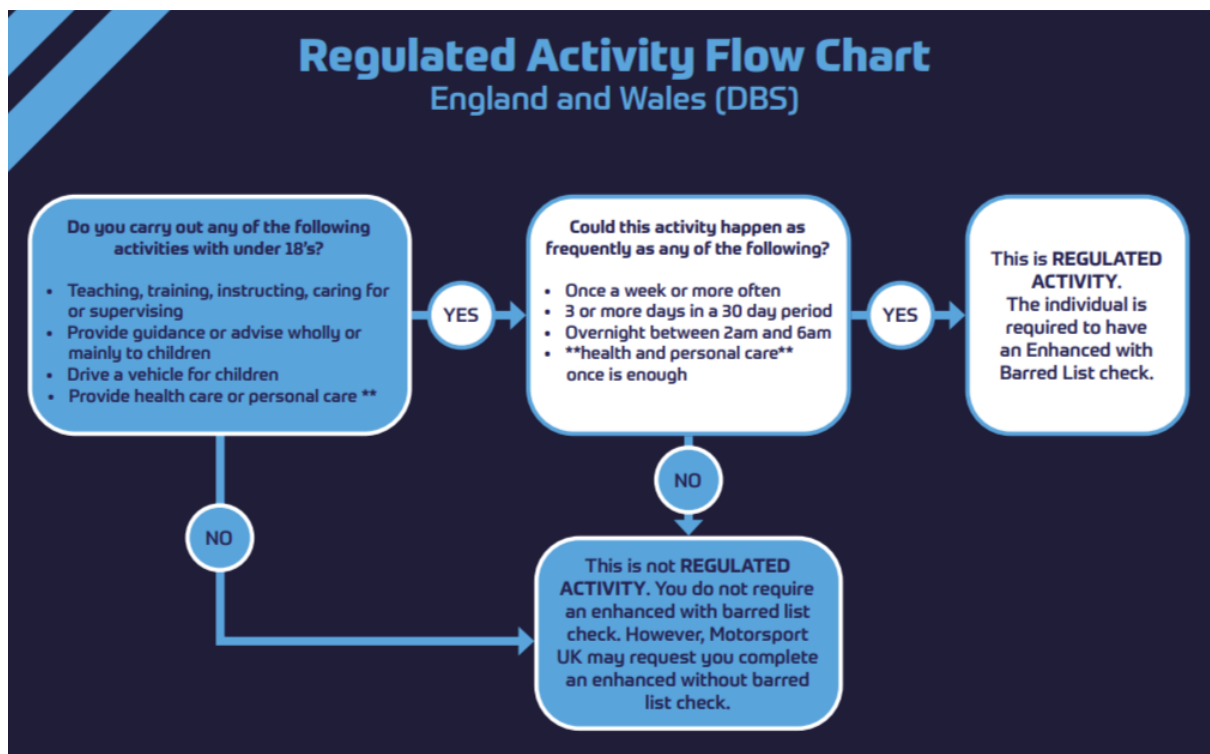 Regulated Activity Flow Chart
England and Wales (DBS)
Do you carry out any of the following
activities with under 18's?
• Teaching, training, instructing, caring for
or supervising
• Provide guidance or advise wholly or
mainly to children
• Drive a vehicle for children
• Provide health care or personal care **
YES
Could this activity happen as
frequently as any of the following?
• Once a week or more often
• 3 or more days in a 30 day period
• Overnight between 2am and 6am
• **health and personal care**
once is enough
YES
This is REGULATED
ACTIVITY.
The individual is
required to have
an Enhanced with
Barred List check.
NO
NO
This is not REGULATED
ACTIVITY. You do not require
an enhanced with barred list
check. However, Motorsport
UK may request you complete
an enhanced without barred
list check.